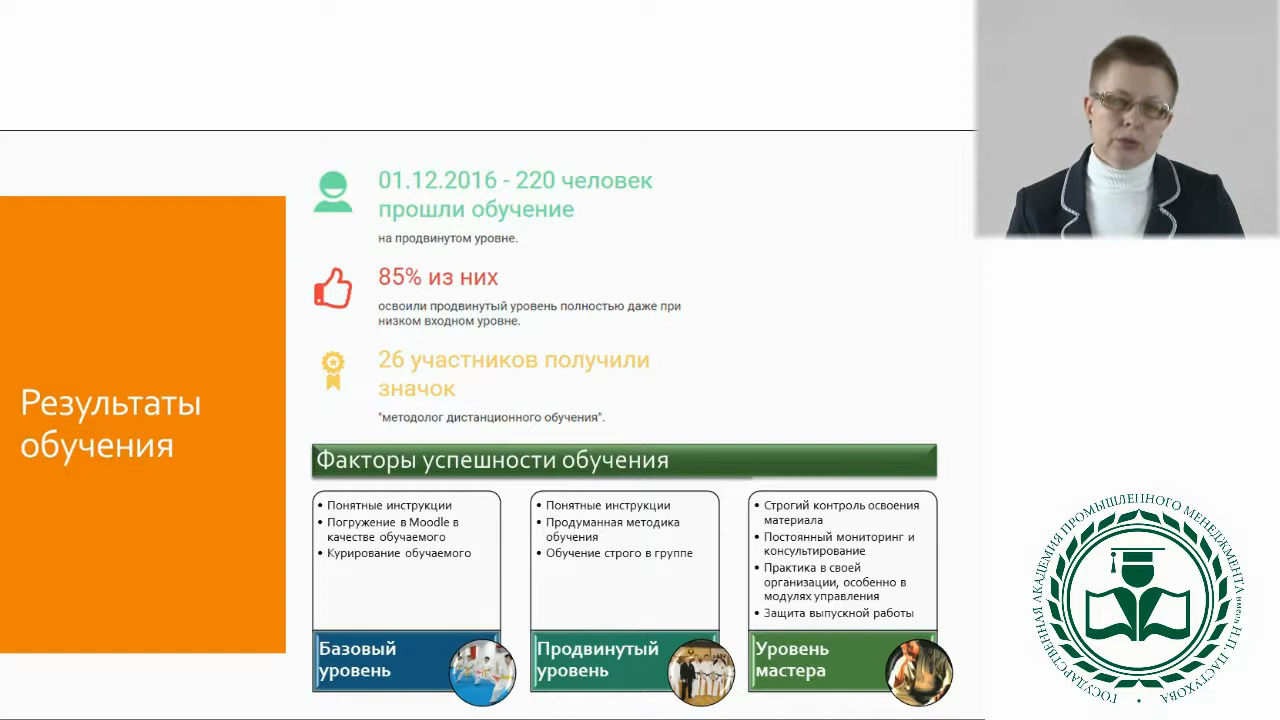 Результаты
обучения
01.12.2016 - 220 человек
прошли обучение
на продвинутом уровне.
85% из них
освоили продвинутый уровень полностью даже при
низком входном уровне.
26 участников получили
значок
"методолог дистанционного обучения".
Факторы успешности обучения
• Понятные инструкции
• Погружение в Moodle в
качестве обучаемого
• Курирование обучаемого
Базовый
уровень
• Понятные инструкции
• Продуманная методика
обучения
• Обучение строго в группе
Продвинутый
уровень
• Строгий контроль освоения
материала
• Постоянный мониторинг и
консультирование
• Практика в своей
организации, особенно в
модулях управления
• Защита выпускной работы
Уровень
мастера
ГОСУДАРСТВЕННАЯ АКАДЕМИЯ ПРОМЫШЛЕННОГО МЕНЕДЖМЕНТА имени Н.П. ПАСТУХОВА